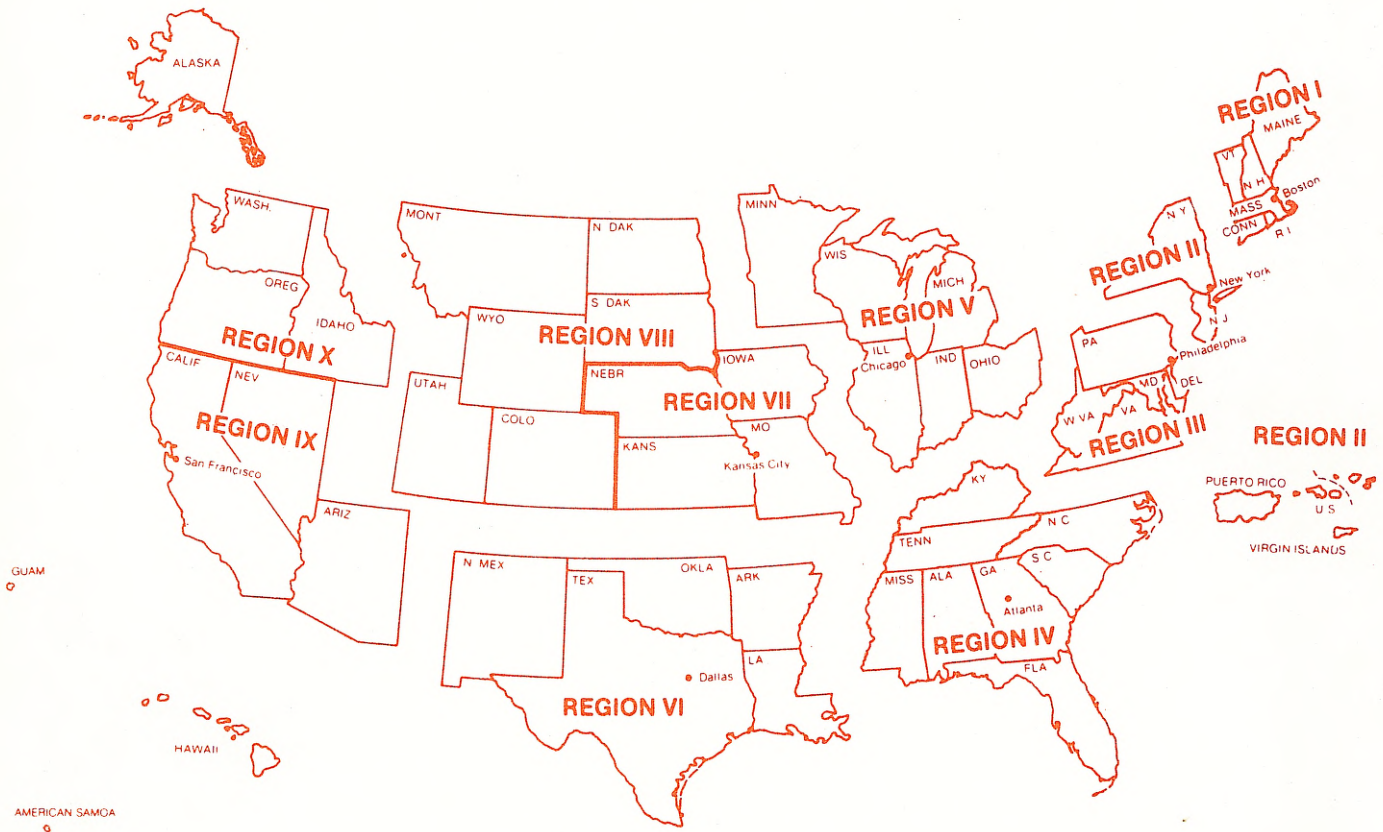 ALASKA
REGION I
MAINE
VT
N H
Boston
MASS
CONN
R I
N Y
REGION II
New York
N J
WASH.
OREG
IDAHO
REGION X
MONT
N DAK
S DAK
WYO
REGION VIII
MINN
WIS
MICH
REGION V
ILL
Chicago
IND
OHIO
PA
Philadelphia
MD
DEL
W VA
VA
REGION III
CALIF
NEV
REGION IX
San Francisco
UTAH
COLO
NEBR
IOWA
REGION VII
KANS
MO
Kansas City
ARIZ
REGION II
PUERTO RICO
U S
VIRGIN ISLANDS
KY
N C
TENN
S C
MISS
ALA
GA
Atlanta
REGION IV
FLA
N MEX
TEX
OKLA
ARK
LA
Dallas
REGION VI
GUAM
HAWAII
AMERICAN SAMOA